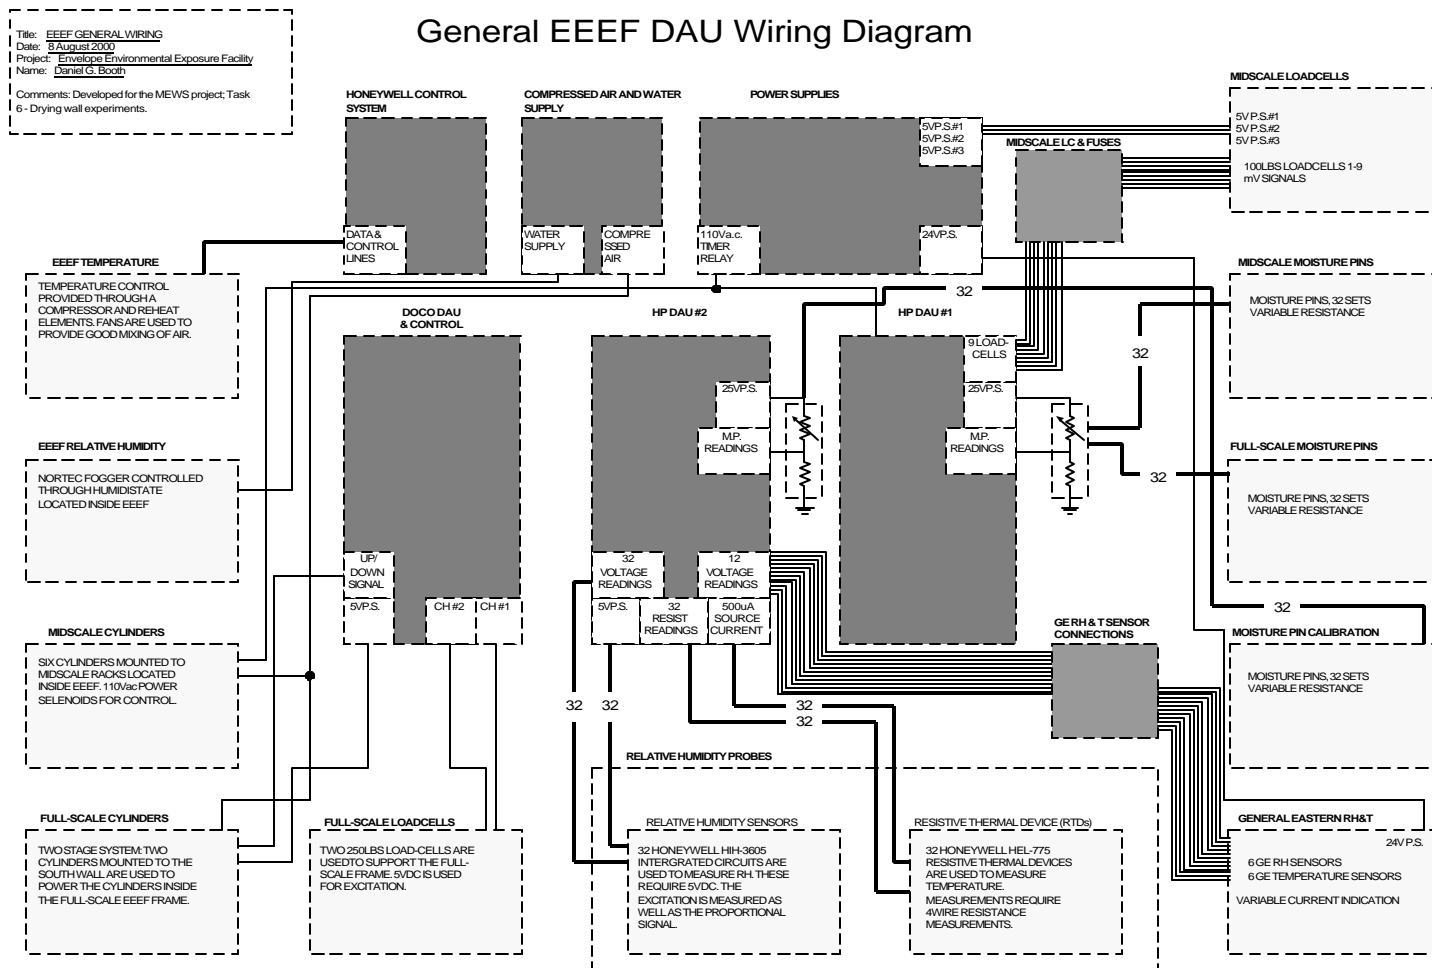 General EEEF DAU Wiring Diagram
Title: EEEF GENERAL WIRING
Date: 8 August 2000
Project: Envelope Environmental Exposure Facility
Name: Daniel G. Booth
Comments: Developed for the MEWS project; Task
6 - Drying wall experiments.
HONEYWELL CONTROL
SYSTEM
DATA &
CONTROL
LINES
COMPRESSED AIR AND WATER
SUPPLY
WATER
SUPPLY
COMPRE
SSED
AIR
POWER SUPPLIES
5VP.S.#1
5VP.S.#2
5VP.S.#3
110Va.c.
TIMER
RELAY
24VP.S.
MIDSCALE LC & FUSES
MIDSCALE LOADCELLS
5V P.S.#1
5V P.S.#2
5V P.S.#3
100LBS LOADCELLS 1-9
mV SIGNALS
EEEF TEMPERATURE
TEMPERATURE CONTROL
PROVIDED THROUGH A
COMPRESSOR AND REHEAT
ELEMENTS. FANS ARE USED TO
PROVIDE GOOD MIXING OF AIR.
DOCO DAU
& CONTROL
UP/
DOWN
SIGNAL
5VP.S.
CH #2
CH #1
HP DAU #2
25VP.S.
M.P.
READINGS
32
VOLTAGE
READINGS
12
VOLTAGE
READINGS
5VP.S.
32
RESIST
READINGS
500uA
SOURCE
CURRENT
HP DAU #1
9 LOAD-
CELLS
25VP.S.
M.P.
READINGS
32
32
32
MIDSCALE MOISTURE PINS
MOISTURE PINS, 32 SETS
VARIABLE RESISTANCE
EEEF RELATIVE HUMIDITY
NORTEC FOGGER CONTROLLED
THROUGH HUMIDISTATE
LOCATED INSIDE EEEF
FULL-SCALE MOISTURE PINS
MOISTURE PINS, 32 SETS
VARIABLE RESISTANCE
32
MIDSCALE CYLINDERS
SIX CYLINDERS MOUNTED TO
MIDSCALE RACKS LOCATED
INSIDE EEEF. 110Vac POWER
SELENOIDS FOR CONTROL.
GE RH & T SENSOR
CONNECTIONS
MOISTURE PIN CALIBRATION
MOISTURE PINS, 32 SETS
VARIABLE RESISTANCE
32
32
32
32
RELATIVE HUMIDITY PROBES
FULL-SCALE CYLINDERS
TWO STAGE SYSTEM: TWO
CYLINDERS MOUNTED TO THE
SOUTH WALL ARE USED TO
POWER THE CYLINDERS INSIDE
THE FULL-SCALE EEEF FRAME.
FULL-SCALE LOADCELLS
TWO 250LBS LOAD-CELLS ARE
USEDTO SUPPORT THE FULL-
SCALE FRAME. 5VDC IS USED
FOR EXCITATION.
RELATIVE HUMIDITY SENSORS
32 HONEYWELL HIH-3605
INTERGRATED CIRCUITS ARE
USED TO MEASURE RH. THESE
REQUIRE 5VDC. THE
EXCITATION IS MEASURED AS
WELL AS THE PROPORTIONAL
SIGNAL.
RESISTIVE THERMAL DEVICE (RTDs)
32 HONEYWELL HEL-775
RESISTIVE THERMAL DEVICES
ARE USED TO MEASURE
TEMPERATURE.
MEASUREMENTS REQUIRE
4WIRE RESISTANCE
MEASUREMENTS.
GENERAL EASTERN RH&T
24V P.S.
6 GE RH SENSORS
6 GE TEMPERATURE SENSORS
VARIABLE CURRENT INDICATION